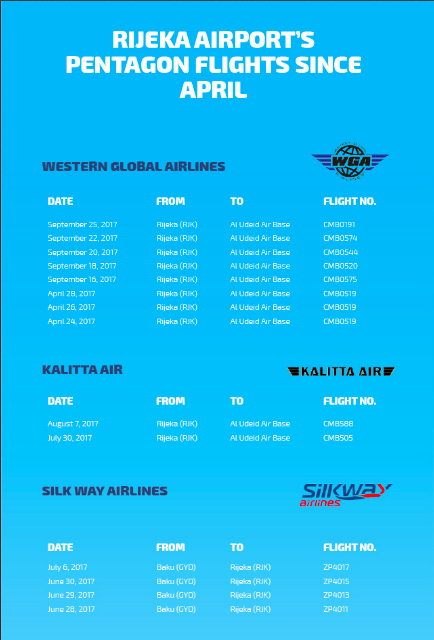 RIJEKA AIRPORT'S
PENTAGON FLIGHTS SINCE
APRIL
WESTERN GLOBAL AIRLINES
WGA
DATE FROM TO FLIGHT NO.
September 25, 2017 Rijeka (RJK) Al Udeid Air Base CMB0191
September 22, 2017 Rijeka (RJK) Al Udeid Air Base CMB0574
September 20, 2017 Rijeka (RJK) Al Udeid Air Base CMB0544
September 18, 2017 Rijeka (RJK) Al Udeid Air Base CMB0520
September 16, 2017 Rijeka (RJK) Al Udeid Air Base CMB0575
April 28, 2017 Rijeka (RJK) Al Udeid Air Base CMB0519
April 26, 2017 Rijeka (RJK) Al Udeid Air Base CMB0519
April 24, 2017 Rijeka (RJK) Al Udeid Air Base CMB0519
KALITTA AIR
KALITTA AIR
DATE FROM TO FLIGHT NO.
August 7, 2017 Rijeka (RJK) Al Udeid Air Base CMB588
July 30, 2017 Rijeka (RJK) Al Udeid Air Base CMB505
SILK WAY AIRLINES
Silkway
airlines
DATE FROM TO FLIGHT NO.
July 6, 2017 Baku (GYD) Rijeka (RJK) ZP4017
June 30, 2017 Baku (GYD) Rijeka (RJK) ZP4015
June 29, 2017 Baku (GYD) Rijeka (RJK) ZP4013
June 28, 2017 Baku (GYD) Rijeka (RJK) ZP4011